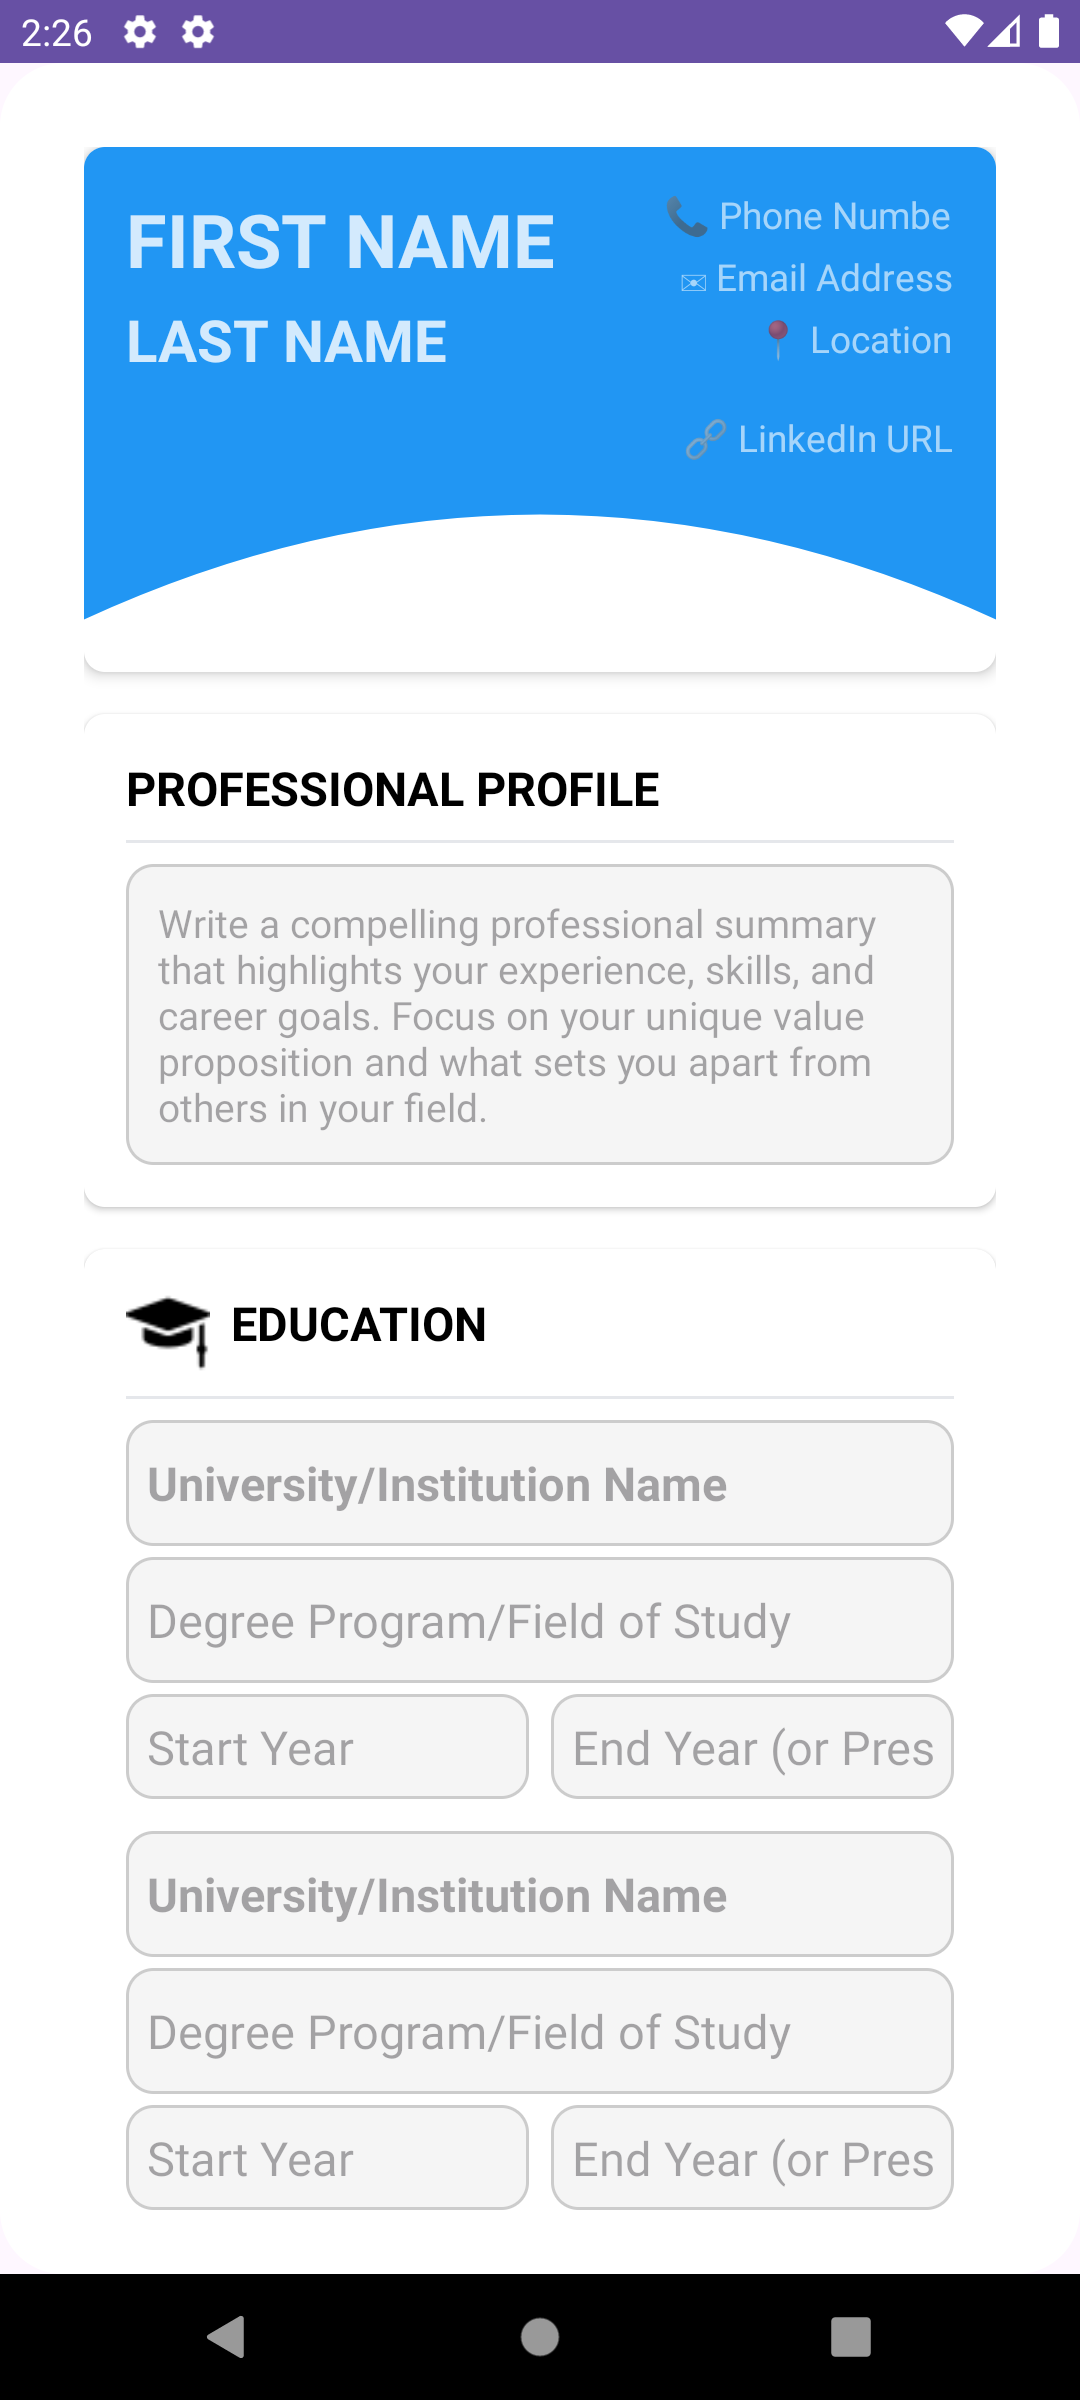 2:26
FIRST NAME
LAST NAME
📞 Phone Numbe
✉ Email Address
📍 Location
🔗 LinkedIn URL
PROFESSIONAL PROFILE
Write a compelling professional summary
that highlights your experience, skills, and
career goals. Focus on your unique value
proposition and what sets you apart from
others in your field.
EDUCATION
University/Institution Name
Degree Program/Field of Study
Start Year
End Year (or Pres
University/Institution Name
Degree Program/Field of Study
Start Year
End Year (or Pres